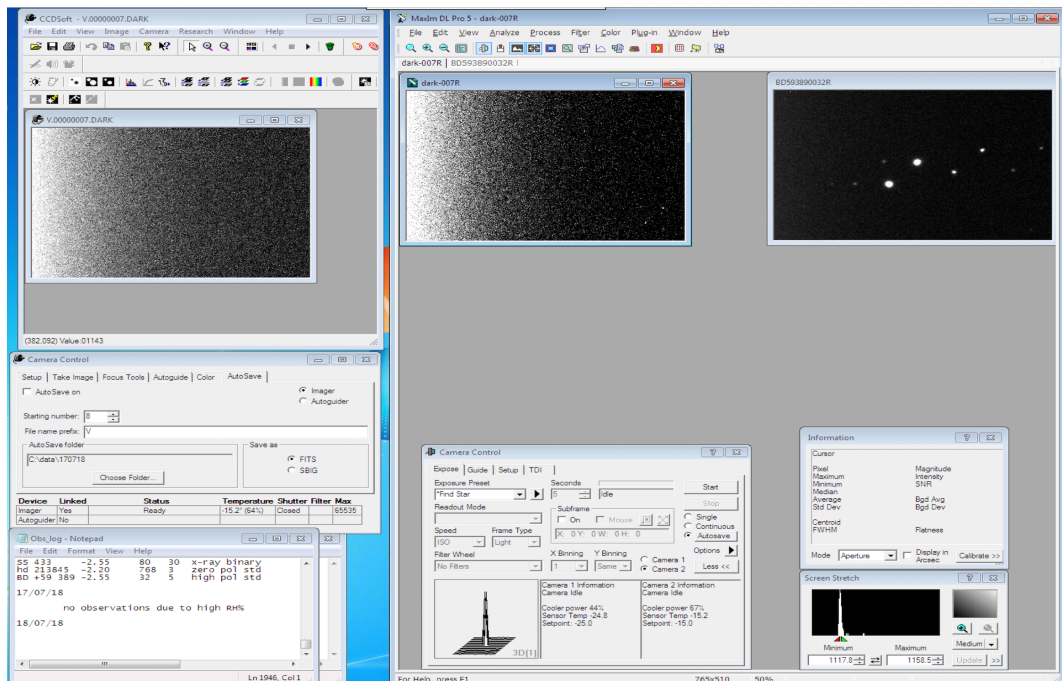 CCDSoft - V.00000007.DARK
File Edit View Image Camera Research Window Help
V.00000007.DARK
(382,092) Value:01143
Camera Control
Setup Take Image Focus Tools Autoguide Color AutoSave
AutoSave on
Imager
Autoguider
Starting number: 8
File name prefix: V
AutoSave folder
C:\data\170718
Choose Folder...
Save as
FITS
SBIG
Device Linked Status Temperature Shutter Filter Max
Imager Yes Ready -15.2° (64%) Closed 65535
Autoguider No
Obs_log - Notepad
File Edit Format View Help
SS 433 -2.55 80 30 x-ray binary
hd 213845 -2.20 768 3 zero pol std
BD +59 389 -2.55 32 5 high pol std
17/07/18
no observations due to high RH%
18/07/18
Ln 1946, Col 1
MaxIm DL Pro 5 - dark-007R
File Edit View Analyze Process Filter Color Plug-in Window Help
dark-007R BD593890032R
dark-007R
BD593890032R
Camera Control
Expose Guide Setup TDI
Exposure Preset
*Find Star
Seconds
5
Idle
Start
Stop
Readout Mode
Subframe
On Mouse
X: 0 Y: 0 W: 0 H: 0
Single
Continuous
Autosave
Speed Frame Type
ISO Light
Options
Filter Wheel
No Filters
X Binning Y Binning
1 Same
Camera 1
Camera 2
Less <<
3D[1]
Camera 1 Information
Camera Idle
Cooler power 44%
Sensor Temp -24.8
Setpoint: -25.0
Camera 2 Information
Camera Idle
Cooler power 67%
Sensor Temp -15.2
Setpoint: -15.0
Information
Cursor
Pixel Magnitude
Maximum Intensity
Minimum SNR
Median
Average Bgd Avg
Std Dev Bgd Dev
Centroid
FWHM Flatness
Mode Aperture Display in Arcsec Calibrate >>
Screen Stretch
Minimum Maximum
Medium
1117.8 1158.5 Update >>
For Help, press F1 765x510 50%